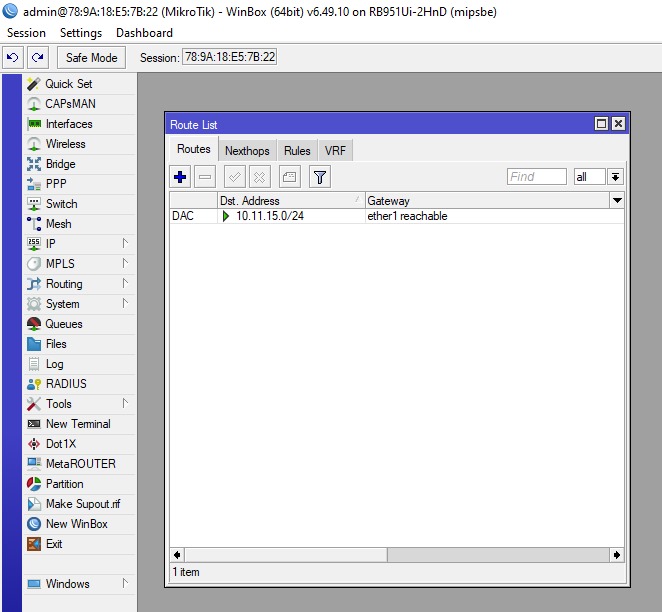 admin@78:9A:18:E5:7B:22 (MikroTik) - WinBox (64bit) v6.49.10 on RB951Ui-2HnD (mipsbe)
Session Settings Dashboard
Safe Mode Session: 78:9A:18:E5:7B:22
Quick Set
CAPsMAN
Interfaces
Wireless
Bridge
PPP
Switch
Mesh
IP
MPLS
Routing
System
Queues
Files
Log
RADIUS
Tools
New Terminal
Dot1X
MetaROUTER
Partition
Make Supout.rif
New WinBox
Exit
Windows
Route List
Routes Nexthops Rules VRF
Find all
Dst. Address Gateway
DAC 10.11.15.0/24 ether1 reachable
1 item